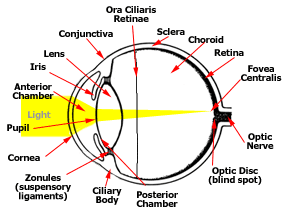 Ora Ciliaris
Retinae
Sclera
Conjunctiva
Choroid
Lens
Retina
Iris
Fovea
Centralis
Anterior
Chamber
Light
Pupil
Optic
Nerve
Cornea
Optic Disc
(blind spot)
Zonules
(suspensory
ligaments)
Ciliary
Body
Posterior
Chamber